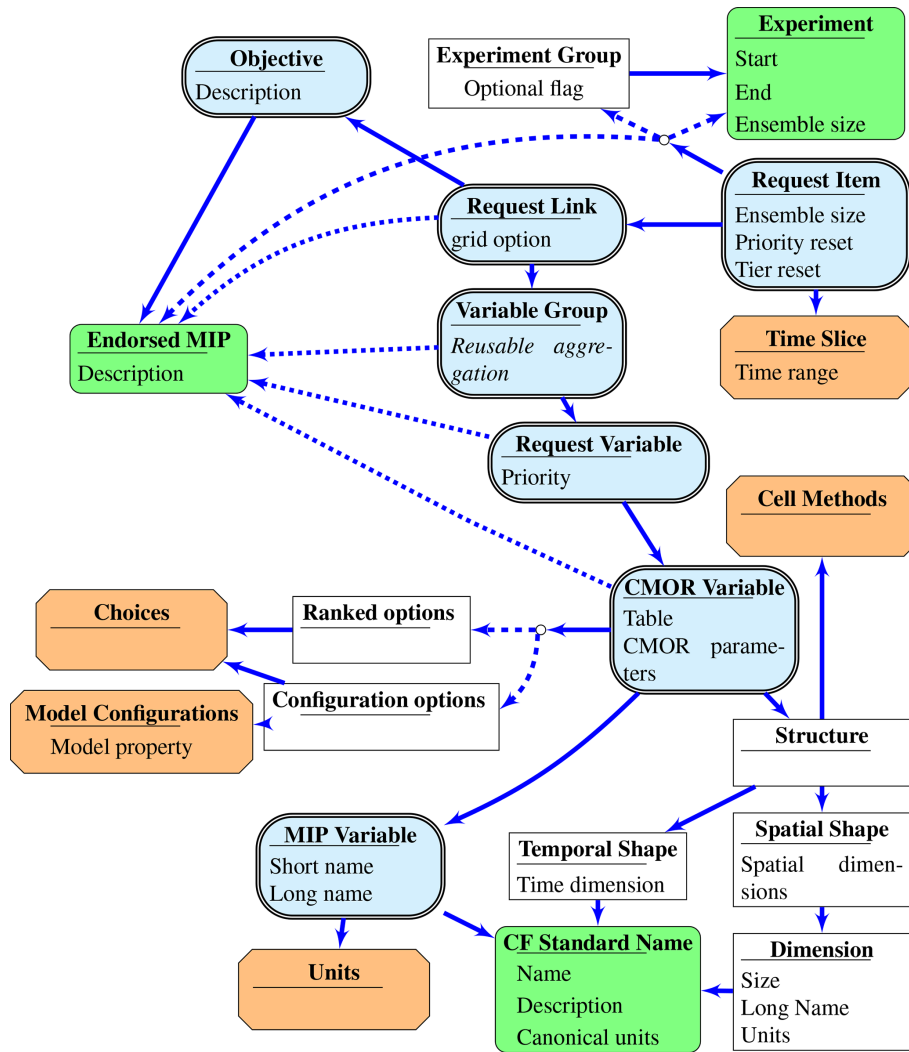 Experiment
Start
End
Ensemble size
Experiment Group
Optional flag
Objective
Description
Request Item
Ensemble size
Priority reset
Tier reset
Request Link
grid option
Variable Group
Reusable aggre-
gation
Endorsed MIP
Description
Time Slice
Time range
Request Variable
Priority
Cell Methods
CMOR Variable
Table
CMOR parame-
ters
Choices
Ranked options
Configuration options
Model Configurations
Model property
Structure
MIP Variable
Short name
Long name
Temporal Shape
Time dimension
Spatial Shape
Spatial dimen-
sions
Units
CF Standard Name
Name
Description
Canonical units
Dimension
Size
Long Name
Units